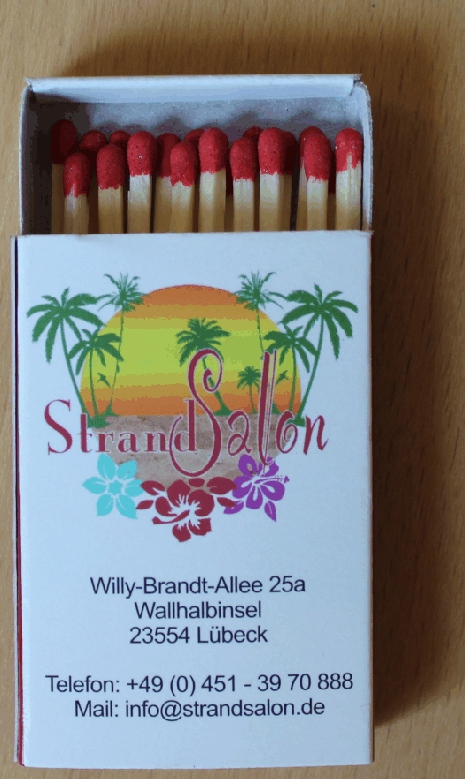 StrandSalon
Willy-Brandt-Allee 25a
Wallhalbinsel
23554 Lübeck
Telefon: +49 (0) 451 - 39 70 888
Mail: info@strandsalon.de